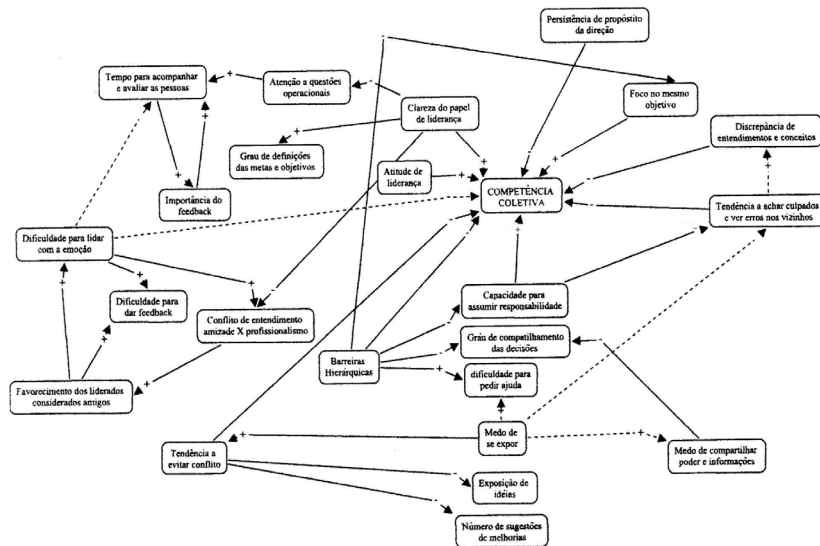 Persistência de propósito
da direção
Tempo para acompanhar
e avaliar as pessoas
Atenção a questões
operacionais
Clareza do papel
de liderança
Foco no mesmo
objetivo
Discrepância de
entendimentos e conceitos
Grau de definições
das metas e objetivos
Atitude de
liderança
COMPETÊNCIA
COLETIVA
Importância do
feedback
Tendência a achar culpados
e ver erros nos vizinhos
Dificuldade para lidar
com a emoção
Dificuldade para
dar feedback
Conflito de entendimento
amizade X profissionalismo
Capacidade para
assumir responsabilidade
Grau de compatilhamento
das decisões
Barreiras
Hierárquicas
dificuldade para
pedir ajuda
Favorecimento dos liderados
considerados amigos
Medo de
se expor
Tendência a
evitar conflito
Medo de compartilhar
poder e informações
Exposição de
idéias
Número de sugestões
de melhorias